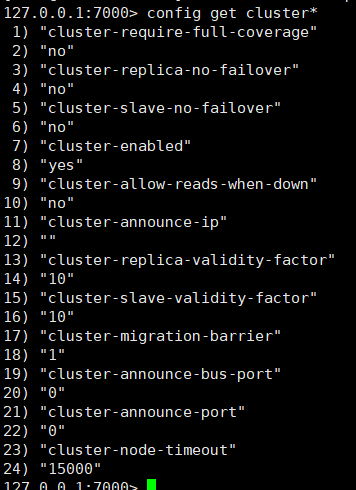 127.0.0.1:7000> config get cluster*
1) "cluster-require-full-coverage"
2) "no"
3) "cluster-replica-no-failover"
4) "no"
5) "cluster-slave-no-failover"
6) "no"
7) "cluster-enabled"
8) "yes"
9) "cluster-allow-reads-when-down"
10) "no"
11) "cluster-announce-ip"
12) ""
13) "cluster-replica-validity-factor"
14) "10"
15) "cluster-slave-validity-factor"
16) "10"
17) "cluster-migration-barrier"
18) "1"
19) "cluster-announce-bus-port"
20) "0"
21) "cluster-announce-port"
22) "0"
23) "cluster-node-timeout"
24) "15000"
127.0.0.1:7000>